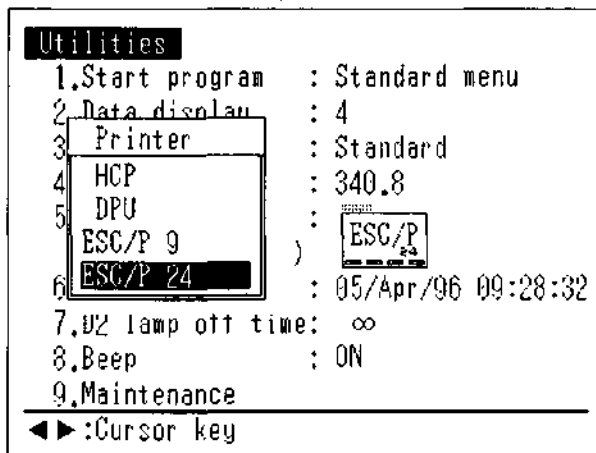 Utilities
1.Start program : Standard menu
2.Data display : 4
3 : Standard
4 : 340.8
5 :
)
6 : 05/Apr/96 09:28:32
7.D2 lamp off time: ∞
8.Beep : ON
9.Maintenance
Printer
HCP
DPU
ESC/P 9
ESC/P 24
ESC/P
24
◀▶:Cursor key